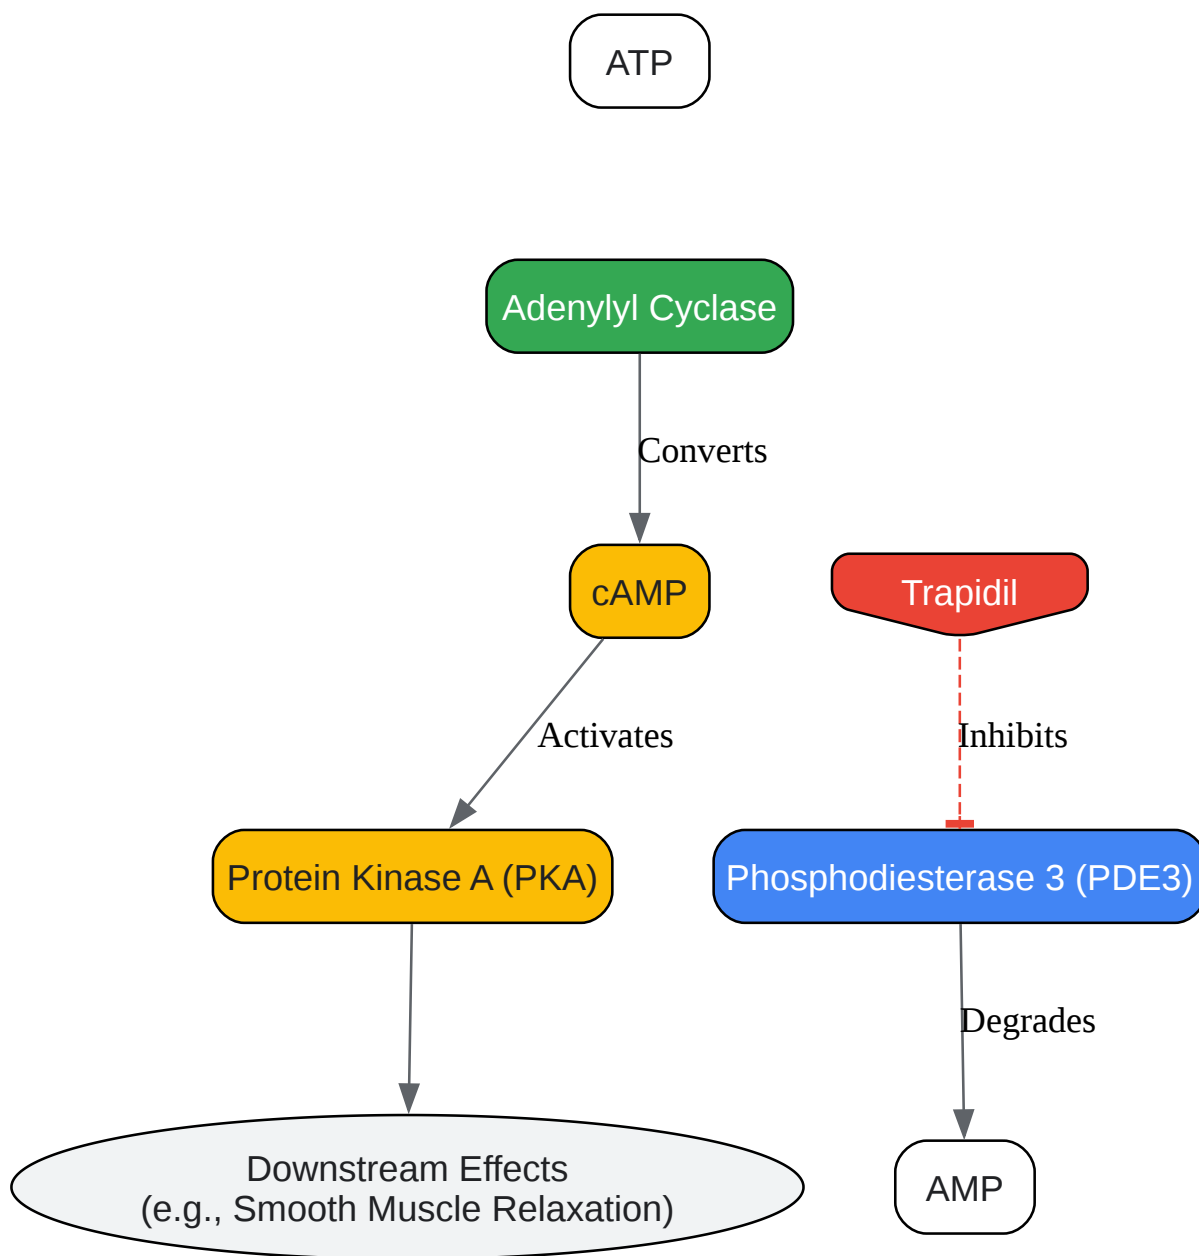 ATP
Adenylyl Cyclase
Converts
cAMP
Trapidil
Activates
Inhibits
Protein Kinase A (PKA)
Phosphodiesterase 3 (PDE3)
Degrades
Downstream Effects
(e.g., Smooth Muscle Relaxation)
AMP